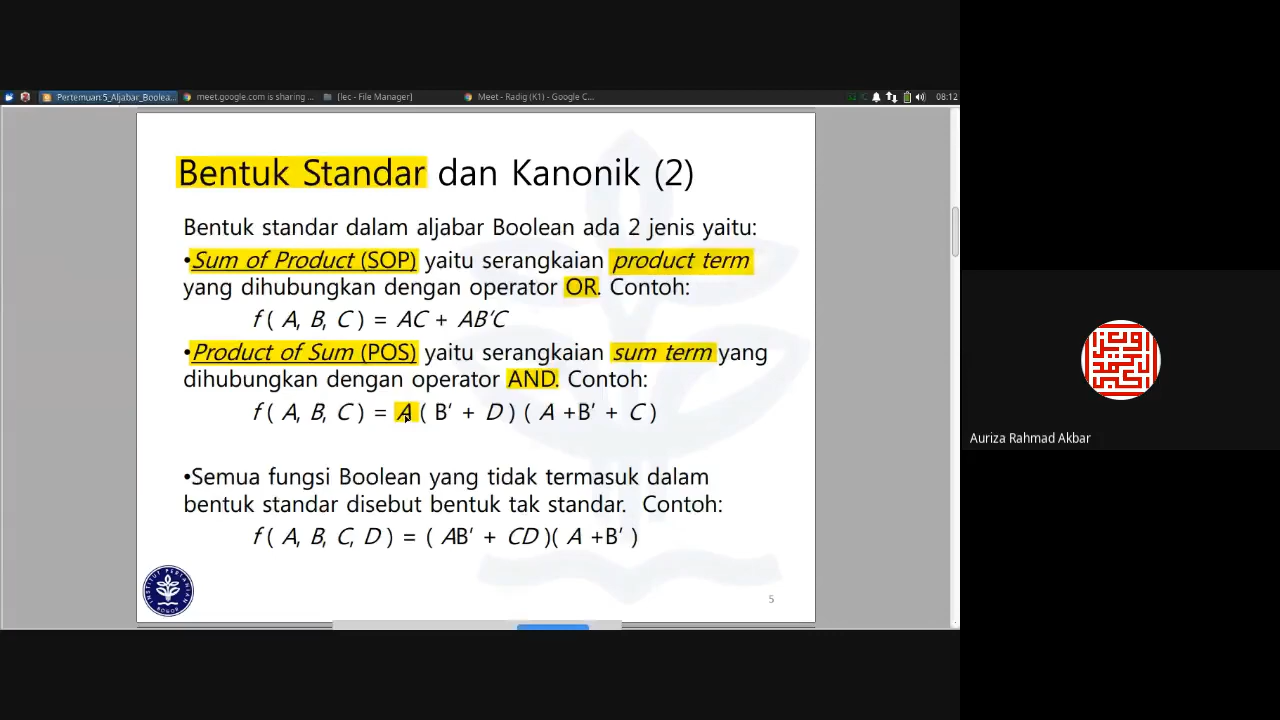 Pertemuan5_Aljabar_Boolea...
meet.google.com is sharing ...
[lec - File Manager]
Meet - Radig (K1) - Google C...
08:12
Bentuk Standar dan Kanonik (2)
Bentuk standar dalam aljabar Boolean ada 2 jenis yaitu:
•Sum of Product (SOP) yaitu serangkaian product term
yang dihubungkan dengan operator OR. Contoh:
f ( A, B, C ) = AC + AB'C
•Product of Sum (POS) yaitu serangkaian sum term yang
dihubungkan dengan operator AND. Contoh:
f ( A, B, C ) = A ( B' + D ) ( A +B' + C )
•Semua fungsi Boolean yang tidak termasuk dalam
bentuk standar disebut bentuk tak standar. Contoh:
f ( A, B, C, D ) = ( AB' + CD )( A +B' )
INSTITUT PERTANIAN
BOGOR
5
Auriza Rahmad Akbar